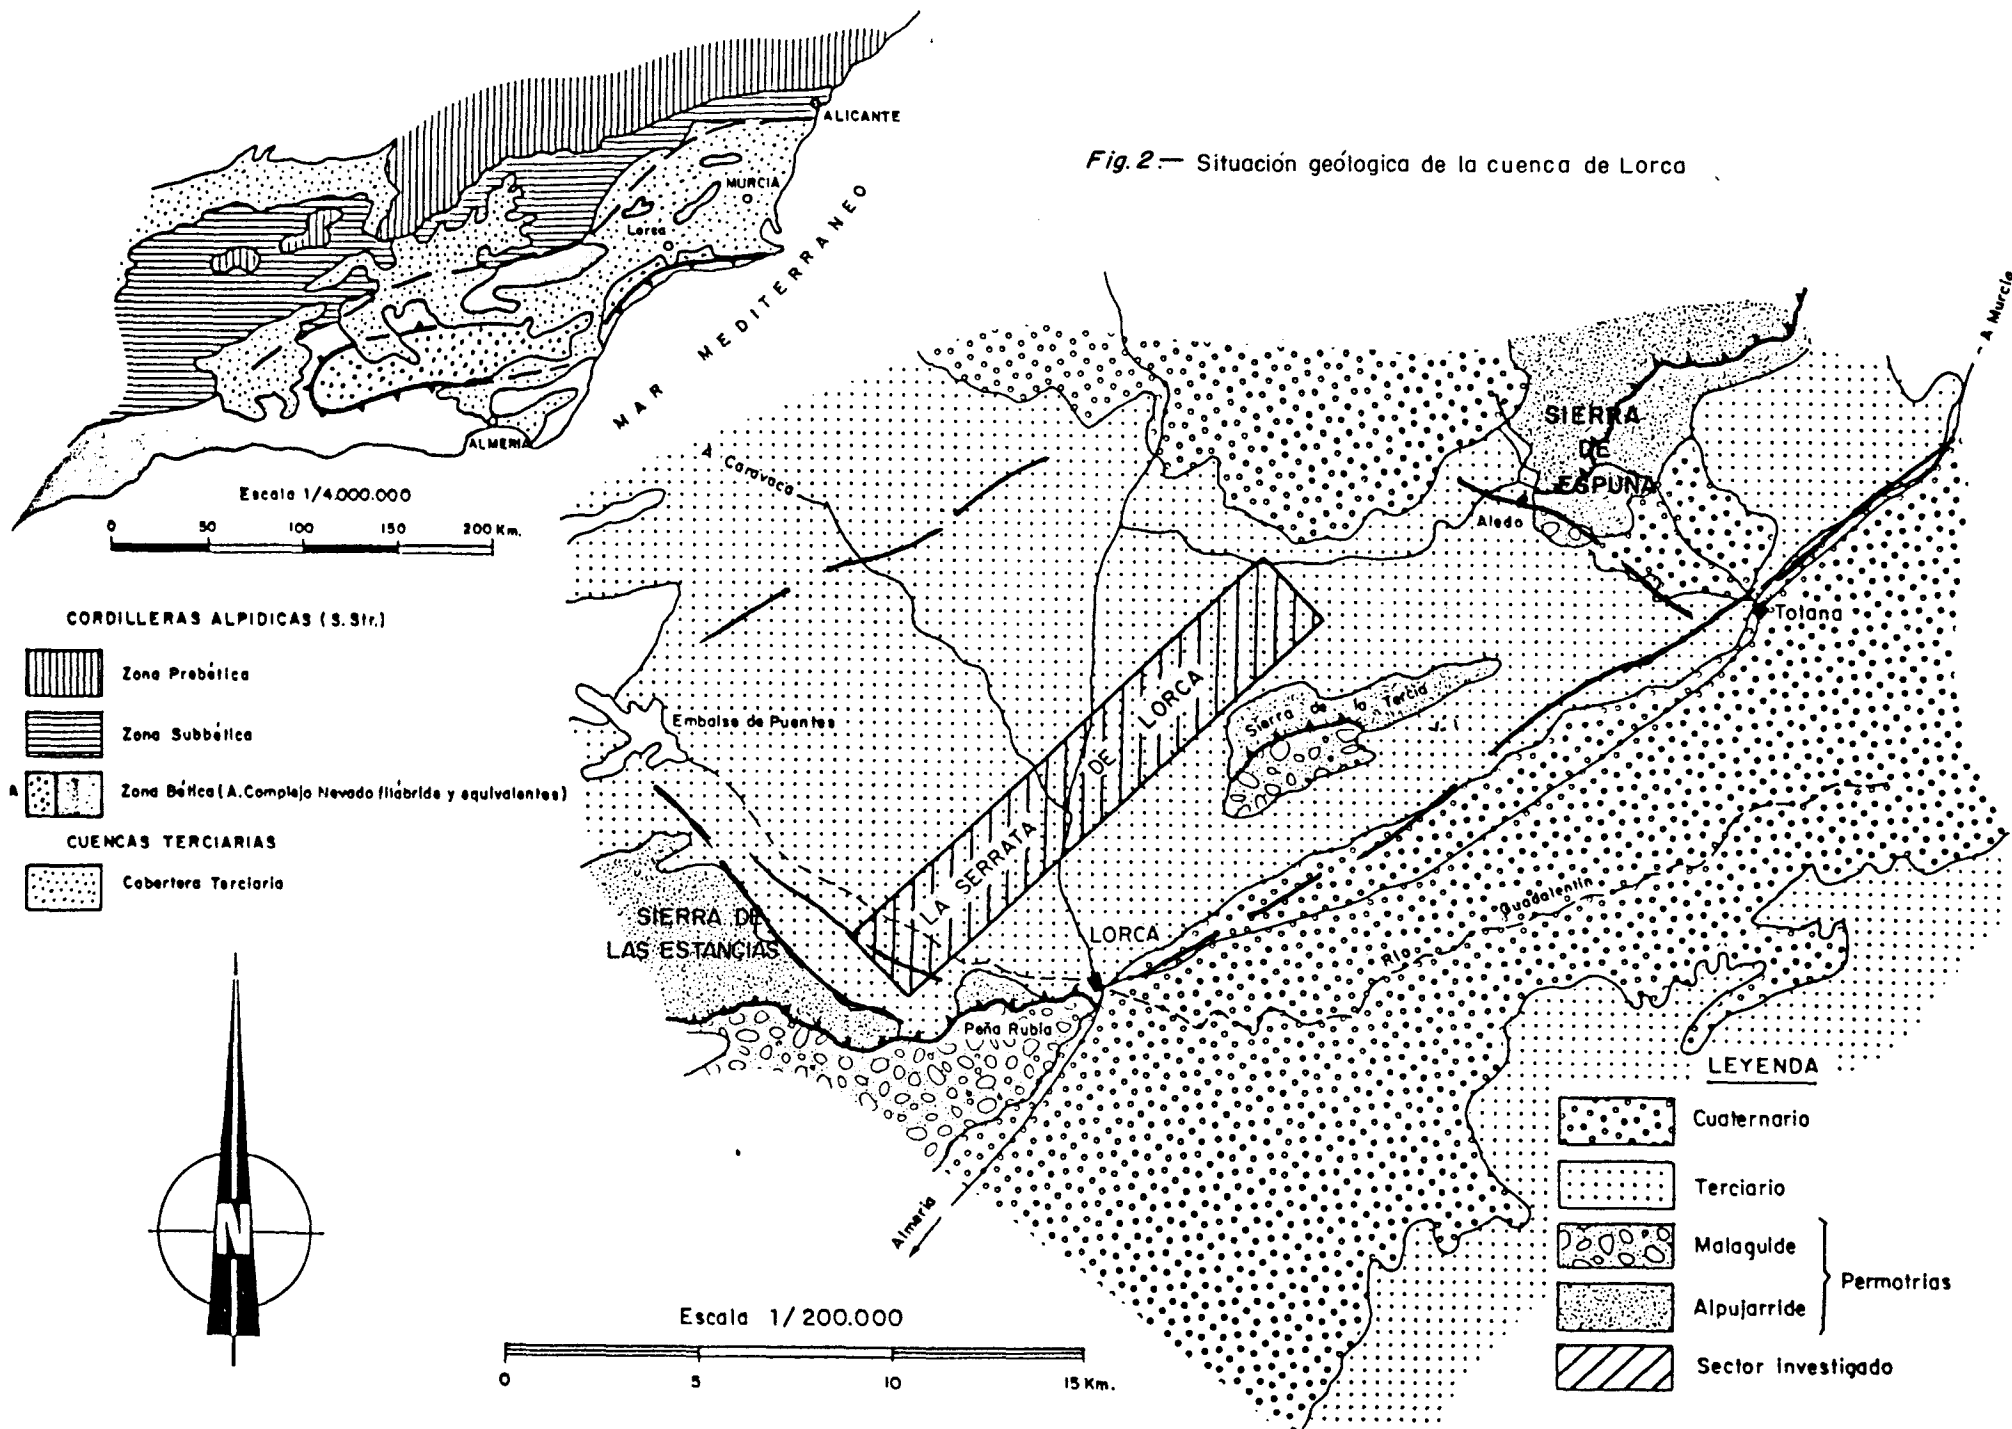 Fig. 2.— Situación geólogica de la cuenca de Lorca
ALICANTE
MURCIA
Lorca
ALMERIA
MAR MEDITERRANEO
Escala 1/4.000.000
0 50 100 150 200 Km.
CORDILLERAS ALPIDICAS (S. Str.)
Zona Prebética
Zona Subbética
A
Zona Bética (A. Complejo Nevado filábride y equivalentes)
CUENCAS TERCIARIAS
Cobertera Terciaria
N
A Murcia
SIERRA
DE
ESPUÑA
A Caravaca
Aledo
Totana
Embalse de Puentes
LA SERRATA DE LORCA
Sierra de la Tercia
SIERRA DE
LAS ESTANCIAS
LORCA
Río Guadalentín
Peña Rubia
Almeria
Escala 1/200.000
0 5 10 15 Km.
LEYENDA
Cuaternario
Terciario
Malaguide
Alpujarride
Permotrias
Sector investigado